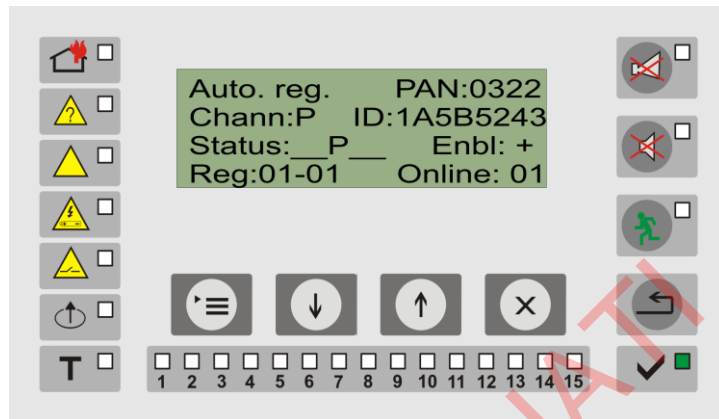 Auto. reg. PAN:0322
Chann:P ID:1A5B5243
Status:__P__ Enbl: +
Reg:01-01 Online: 01
?
T
1 2 3 4 5 6 7 8 9 10 11 12 13 14 15